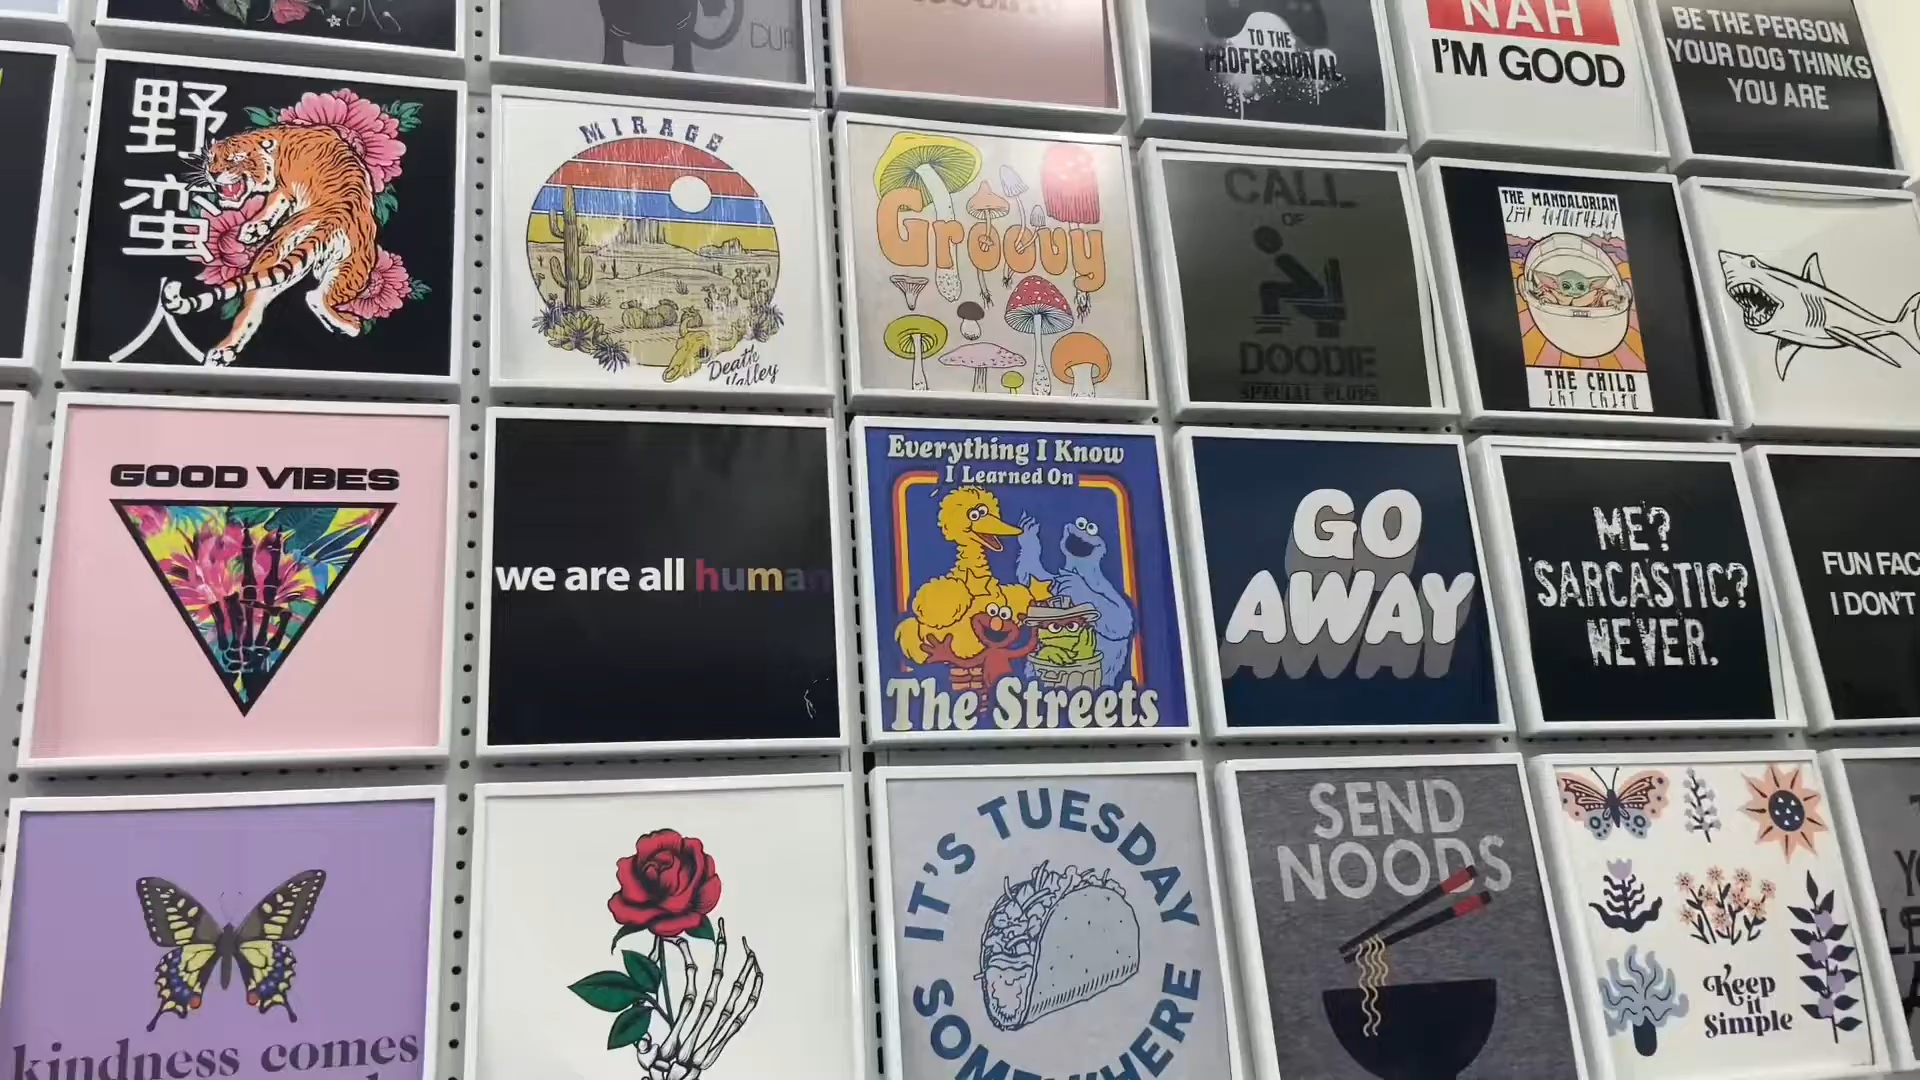 DUR
TO THE
PROFESSIONAL
NAH
I'M GOOD
BE THE PERSON
YOUR DOG THINKS
YOU ARE
野
蛮
人
MIRAGE
Death
Valley
Groovy
CALL
OF
DOODIE
SPECIAL PLOPS
THE MANDALORIAN
THE CHILD
GOOD VIBES
we are all human
Everything I Know
I Learned On
The Streets
GO
AWAY
ME?
SARCASTIC?
NEVER.
FUN FAC
I DON'T
kindness comes
IT'S TUESDAY
SOMEWHERE
SEND
NOODS
Keep
it
Simple